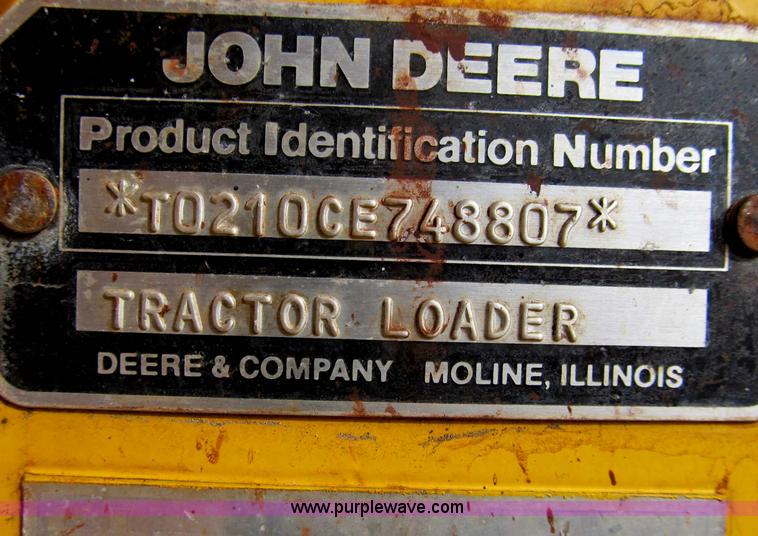 JOHN DEERE
Product Identification Number
*T0210CE748807*
TRACTOR LOADER
DEERE & COMPANY MOLINE, ILLINOIS
www.purplewave.com